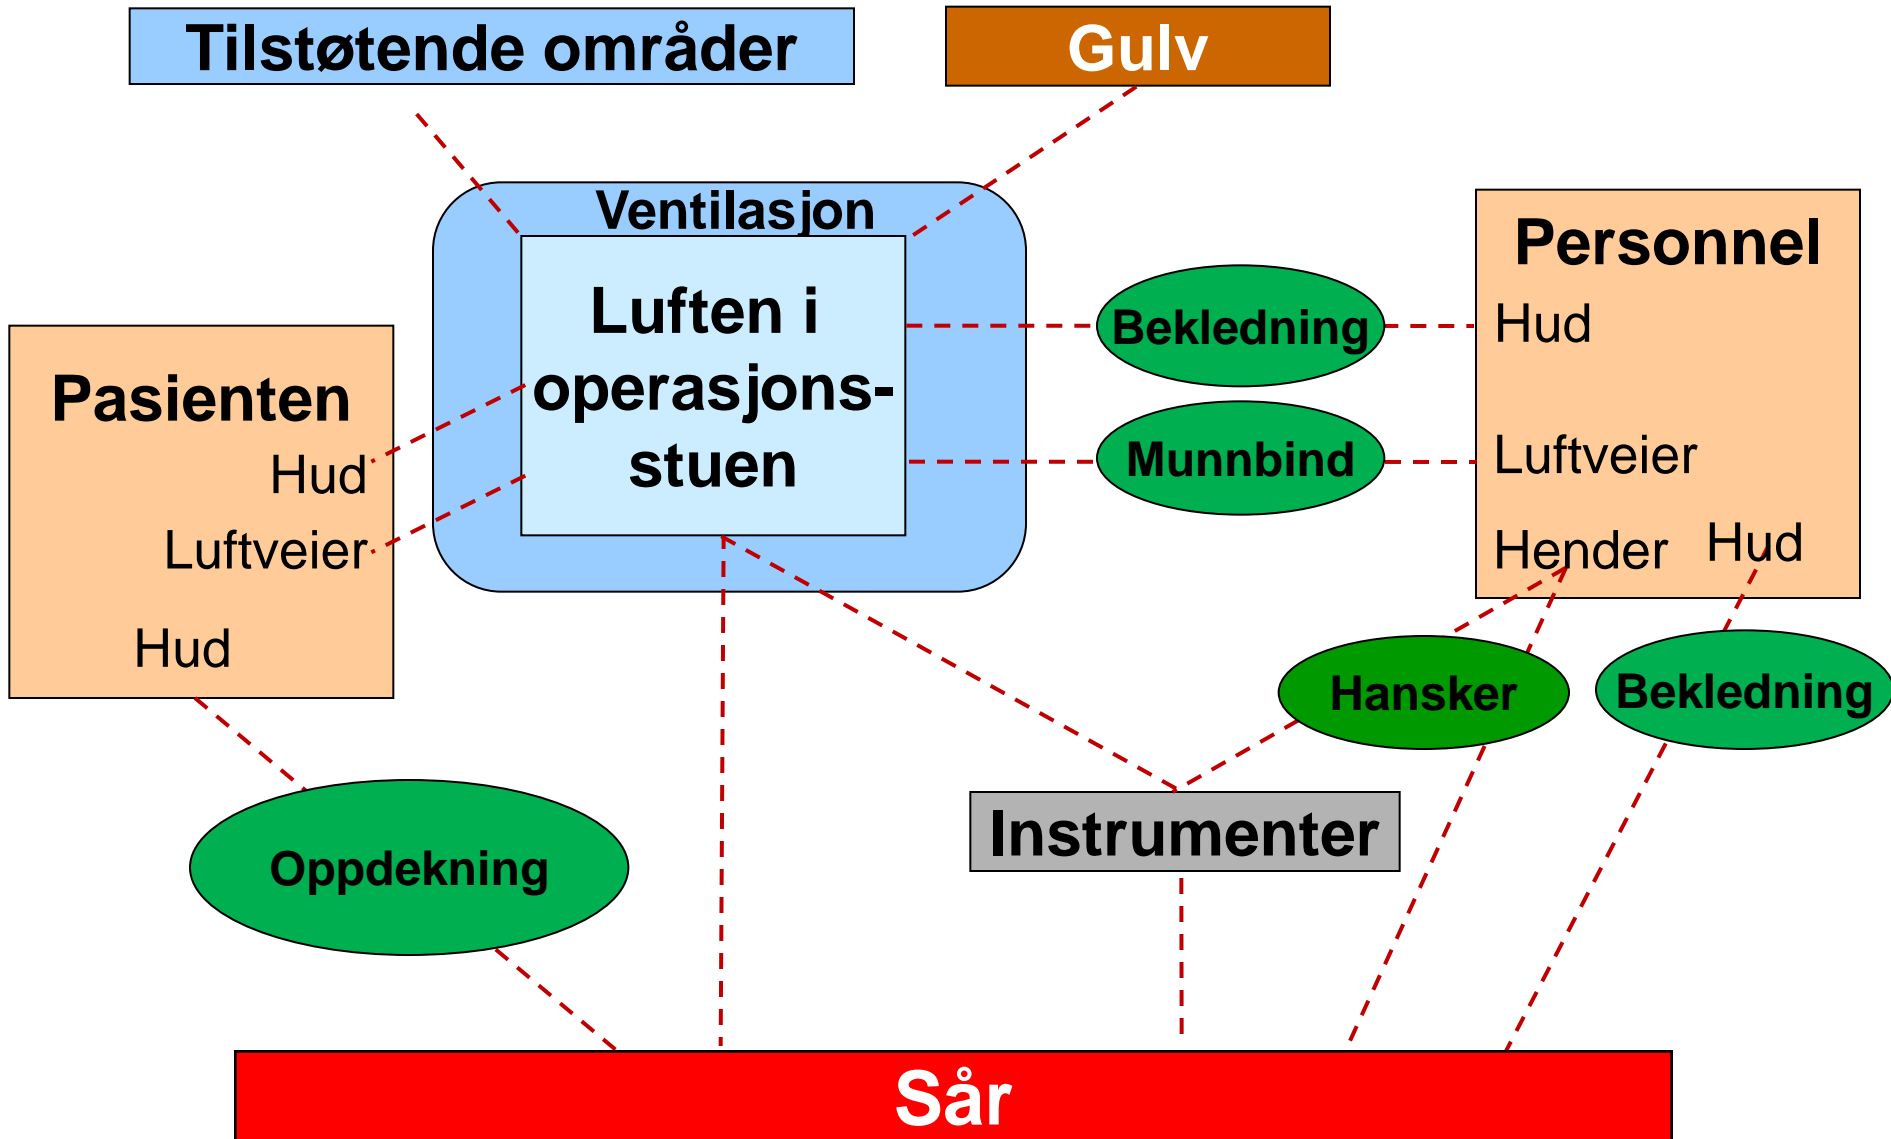 Tilstøtende områder
Gulv
Ventilasjon
Luften i
operasjons-
stuen
Pasienten
Hud
Luftveier
Hud
Bekledning
Munnbind
Personnel
Hud
Luftveier
Hender Hud
Hansker
Bekledning
Oppdekning
Instrumenter
Sår